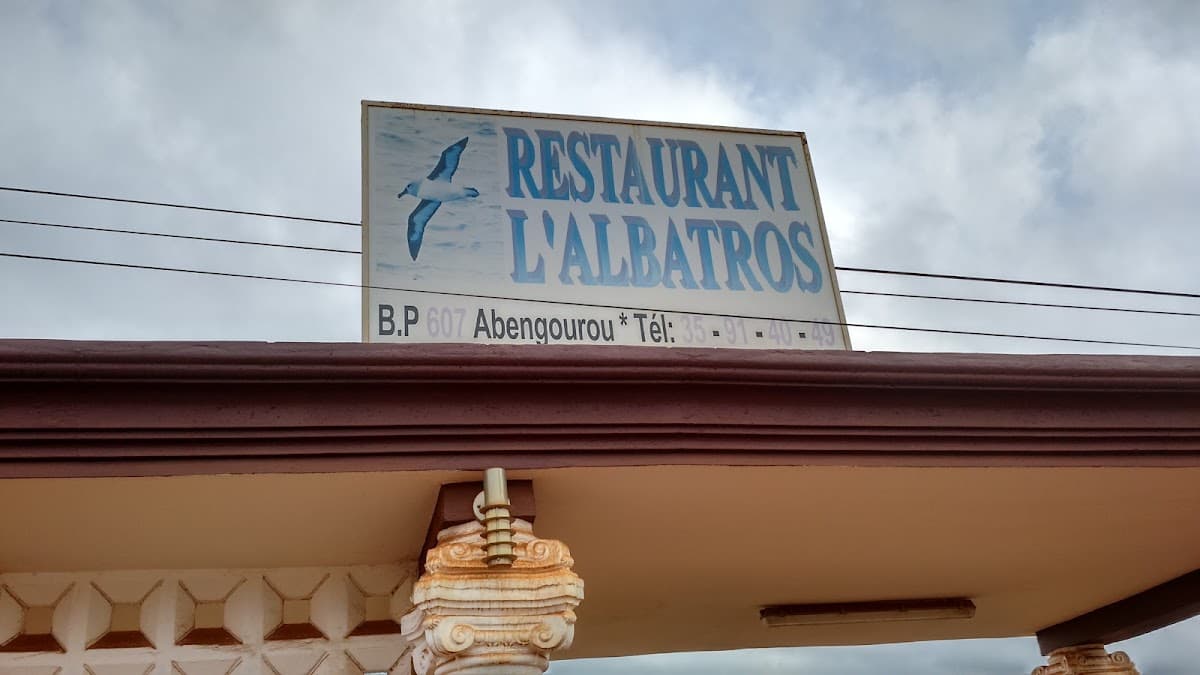 RESTAURANT
L'ALBATROS
B.P 607 Abengourou * Tél: 35 - 91 - 40 - 49